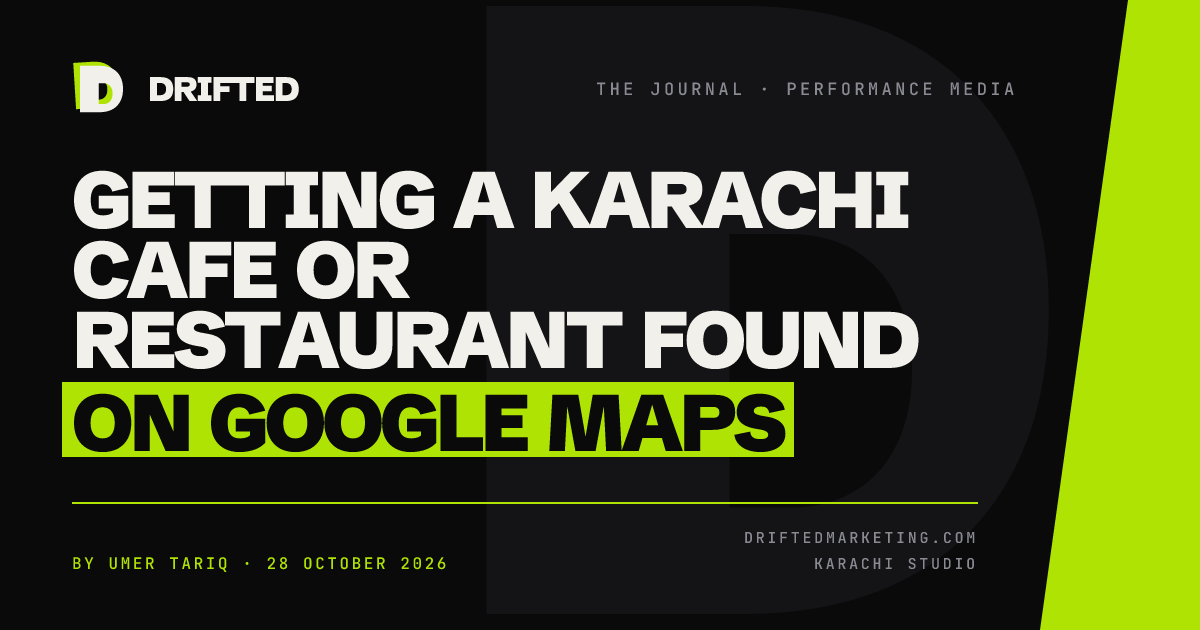 DRIFTED
THE JOURNAL · PERFORMANCE MEDIA
GETTING A KARACHI
CAFE OR
RESTAURANT FOUND
ON GOOGLE MAPS
DRIFTEDMARKETING.COM
BY UMER TARIQ · 28 OCTOBER 2026
KARACHI STUDIO